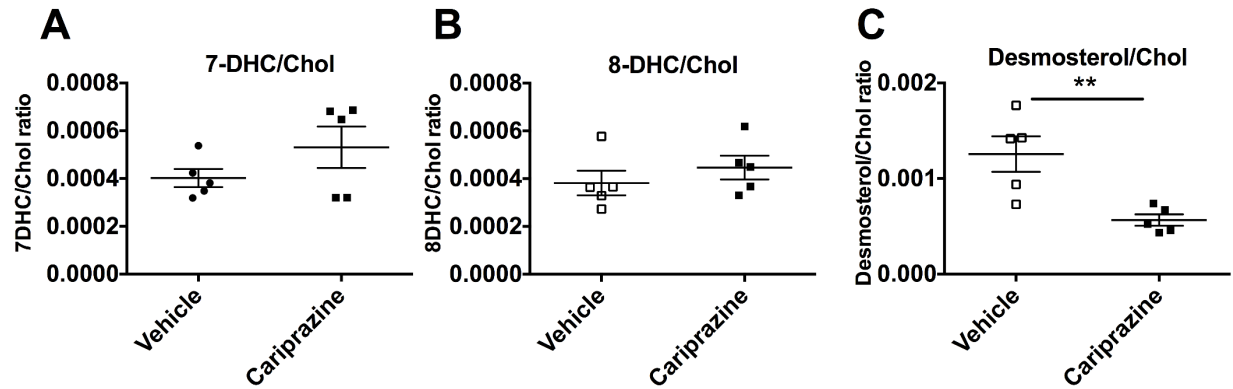 A
7-DHC/Chol
7DHC/Chol ratio
0.0008
0.0006
0.0004
0.0002
0.0000
Vehicle
Cariprazine
B
8-DHC/Chol
8DHC/Chol ratio
0.0008
0.0006
0.0004
0.0002
0.0000
Vehicle
Cariprazine
C
Desmosterol/Chol
**
Desmosterol/Chol ratio
0.002
0.001
0.000
Vehicle
Cariprazine